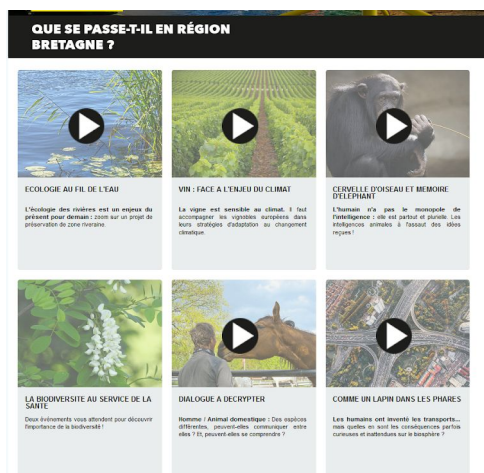 QUE SE PASSE-T-IL EN RÉGION
BRETAGNE ?
ECOLOGIE AU FIL DE L'EAU
L'écologie des rivières est un enjeu du
présent pour demain : zoom sur un projet de
préservation de zone riveraine.
VIN : FACE A L'ENJEU DU CLIMAT
La vigne est sensible au climat. Il faut
accompagner les vignobles européens dans
leurs stratégies d'adaptation au changement
climatique.
CERVELLE D'OISEAU ET MEMOIRE
D'ELEPHANT
L'humain n'a pas le monopole de
l'intelligence : elle est partout et plurielle. Les
intelligences animales à l'assaut des idées
reçues !
LA BIODIVERSITE AU SERVICE DE LA
SANTE
Deux événements vous attendent pour découvrir
l'importance de la biodiversité !
DIALOGUE A DECRYPTER
Homme / Animal domestique : Des espèces
différentes, peuvent-elles communiquer entre
elles ? Et, peuvent-elles se comprendre ?
COMME UN LAPIN DANS LES PHARES
Les humains ont inventé les transports...
mais quelles en sont les conséquences parfois
curieuses et inattendues sur la biosphère ?